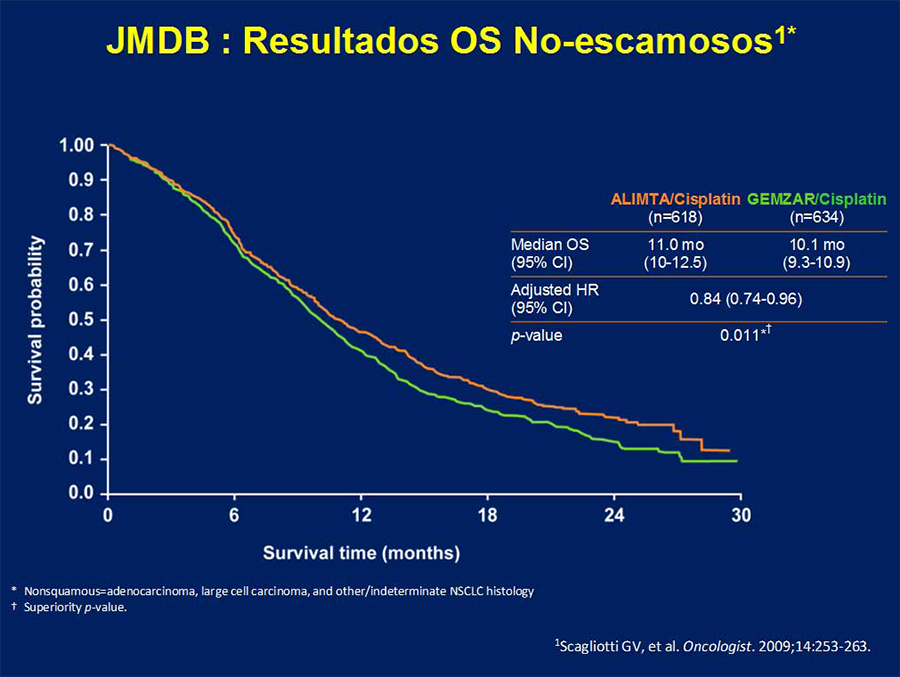 JMDB : Resultados OS No-escamosos1*
1.00
0.9
0.8
0.7
0.6
0.5
0.4
0.3
0.2
0.1
0.0
Survival probability
0 6 12 18 24 30
Survival time (months)
ALIMTA/Cisplatin GEMZAR/Cisplatin
(n=618) (n=634)
Median OS 11.0 mo 10.1 mo
(95% CI) (10-12.5) (9.3-10.9)
Adjusted HR
(95% CI) 0.84 (0.74-0.96)
p-value 0.011*†
* Nonsquamous=adenocarcinoma, large cell carcinoma, and other/indeterminate NSCLC histology
† Superiority p-value.
1Scagliotti GV, et al. Oncologist. 2009;14:253-263.